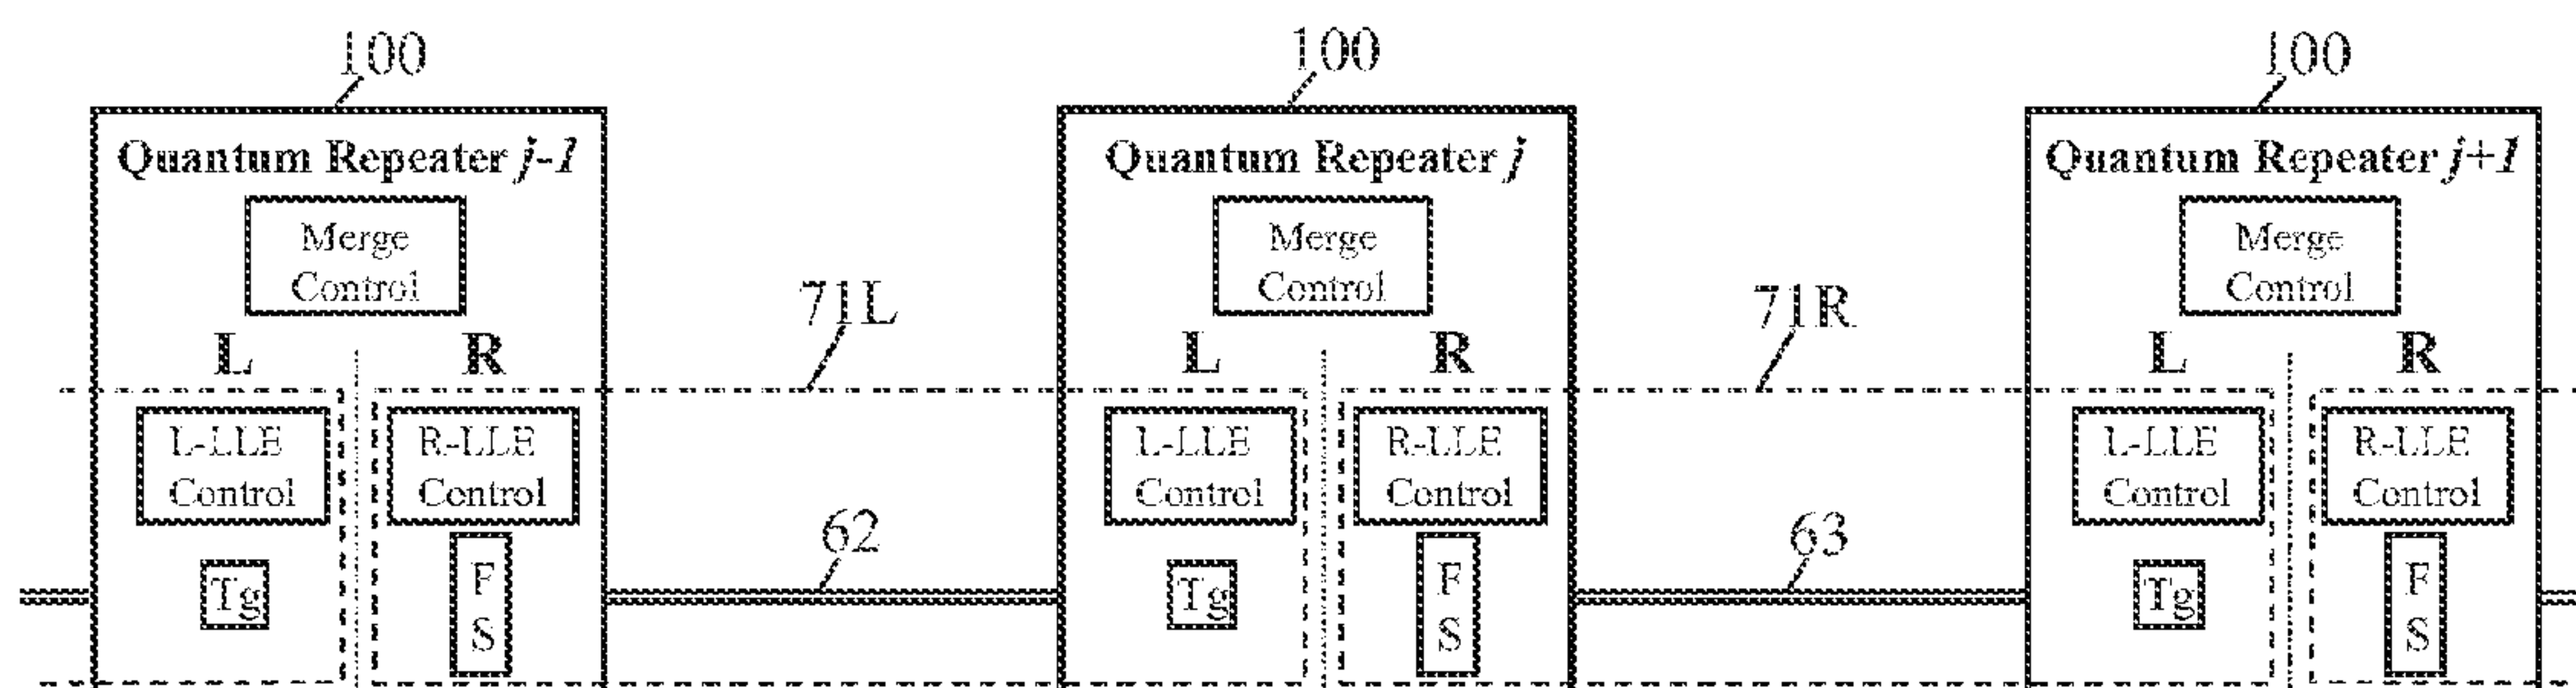 100
100
100
Quantum Repeater j-1
Quantum Repeater j
Quantum Repeater j+1
Merge
Control
Merge
Control
Merge
Control
71L
71R
L
R
L
R
L
R
L-LLE
Control
R-LLE
Control
L-LLE
Control
R-LLE
Control
L-LLE
Control
R-LLE
Control
62
63
Tg
F
S
Tg
F
S
Tg
F
S